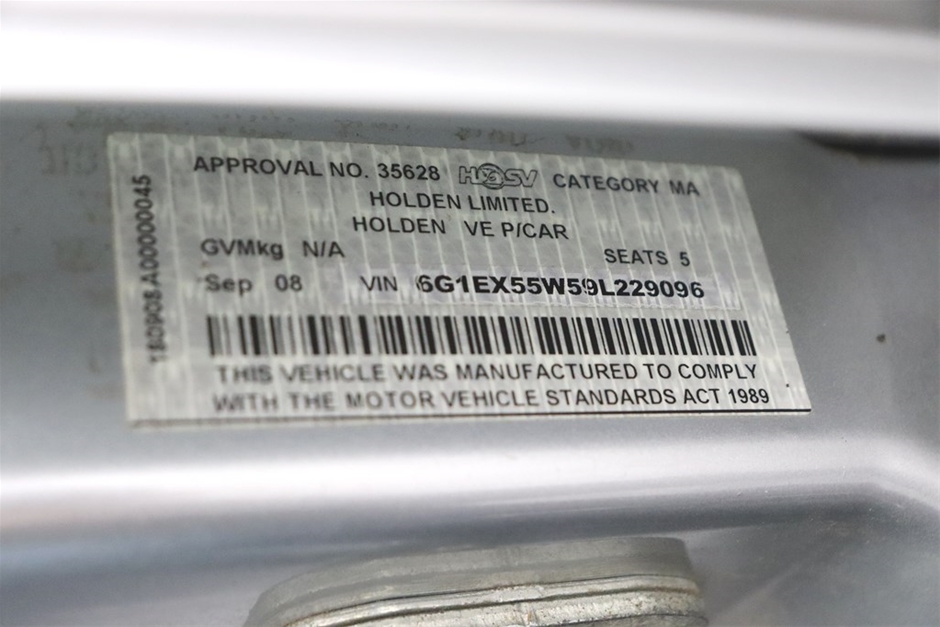 APPROVAL NO. 35628 HSV CATEGORY MA
HOLDEN LIMITED.
HOLDEN VE P/CAR
GVMkg N/A SEATS 5
Sep 08 VIN 6G1EX55W59L229096
THIS VEHICLE WAS MANUFACTURED TO COMPLY
WITH THE MOTOR VEHICLE STANDARDS ACT 1989